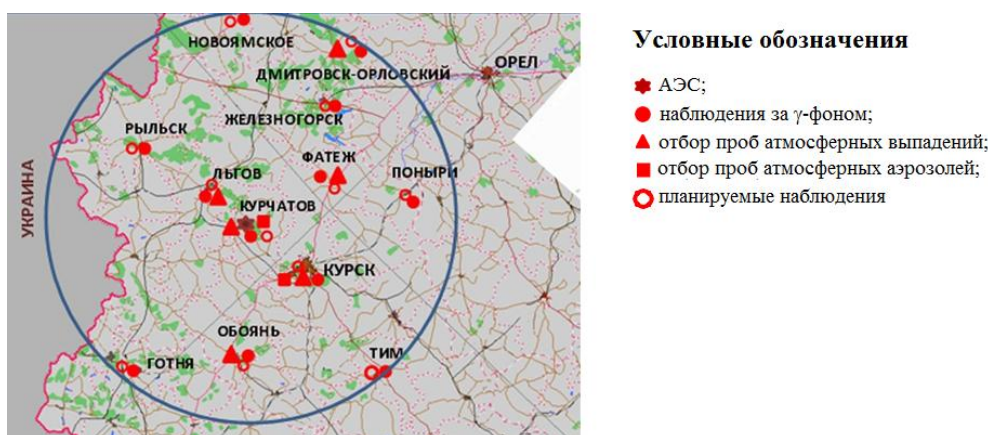 НОВОЯМСКОЕ
ДМИТРОВСК-ОРЛОВСКИЙ
ОРЕЛ
ЖЕЛЕЗНОГОРСК
РЫЛЬСК
ФАТЕЖ
ПОНЫРИ
ЛЬГОВ
КУРЧАТОВ
УКРАИНА
КУРСК
ОБОЯНЬ
ГОТНЯ
ТИМ
Условные обозначения
АЭС;
наблюдения за γ-фоном;
отбор проб атмосферных выпадений;
отбор проб атмосферных аэрозолей;
планируемые наблюдения